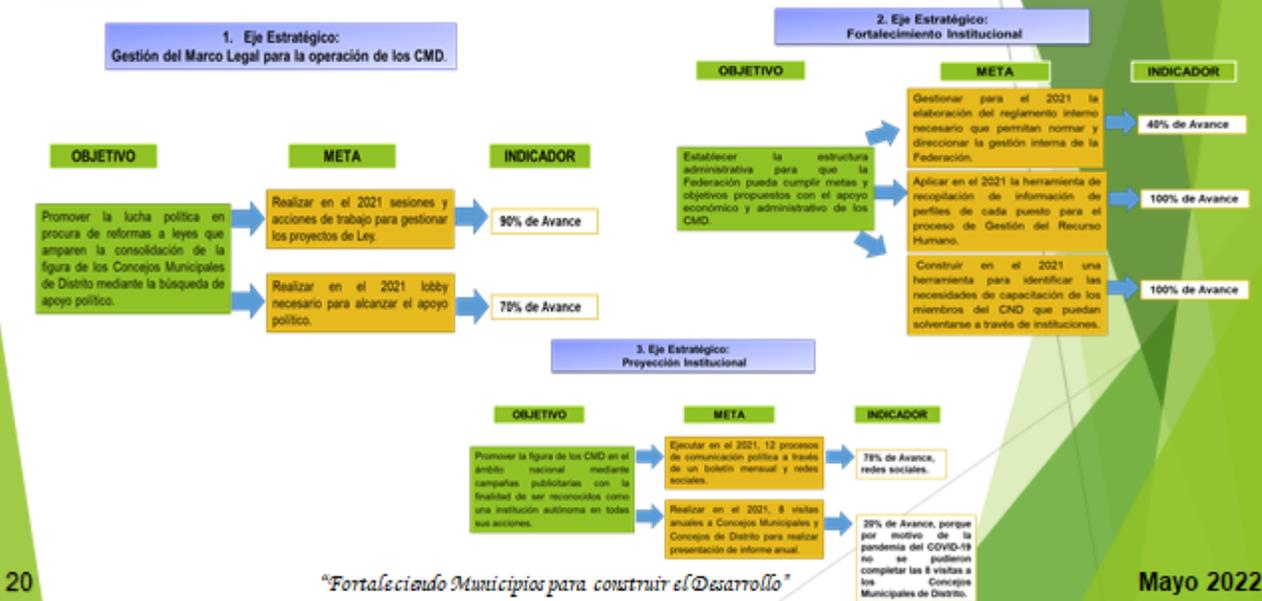 1. Eje Estratégico:
Gestión del Marco Legal para la operación de los CMD.
OBJETIVO
META
INDICADOR
Promover la lucha política en
procura de reformas a leyes que
amparen la consolidación de la
figura de los Concejos Municipales
de Distrito mediante la búsqueda de
apoyo político.
Realizar en el 2021 sesiones y
acciones de trabajo para gestionar
los proyectos de Ley.
90% de Avance
Realizar en el 2021 lobby
necesario para alcanzar el apoyo
político.
70% de Avance
2. Eje Estratégico:
Fortalecimiento Institucional
OBJETIVO
META
INDICADOR
Establecer la estructura
administrativa para que la
Federación pueda cumplir metas y
objetivos propuestos con el apoyo
económico y administrativo de los
CMD.
Gestionar para el 2021 la
elaboración del reglamento interno
necesario que permitan normar y
direccionar la gestión interna de la
Federación.
40% de Avance
Aplicar en el 2021 la herramienta de
recopilación de información de
perfiles de cada puesto para el
proceso de Gestión del Recurso
Humano.
100% de Avance
Construir en el 2021 una
herramienta para identificar las
necesidades de capacitación de los
miembros del CND que puedan
solventarse a través de instituciones.
100% de Avance
3. Eje Estratégico:
Proyección Institucional
OBJETIVO
META
INDICADOR
Promover la figura de los CMD en el
ámbito nacional mediante
campañas publicitarias con la
finalidad de ser reconocidos como
una institución autónoma en todas
sus acciones.
Ejecutar en el 2021, 12 procesos
de comunicación política a través
de un boletín mensual y redes
sociales.
de Avance,
redes sociales.
Realizar en el 2021, 8 visitas
anuales a Concejos Municipales y
Concejos de Distrito para realizar
presentación de informe anual.
20% de Avance, porque
por motivo de la
pandemia del COVID-19
no se pudieron
completar las 8 visitas a
los Concejos
Municipales de Distrito.
20
"Fortaleciendo Municipios para construir el Desarrollo"
Mayo 2022